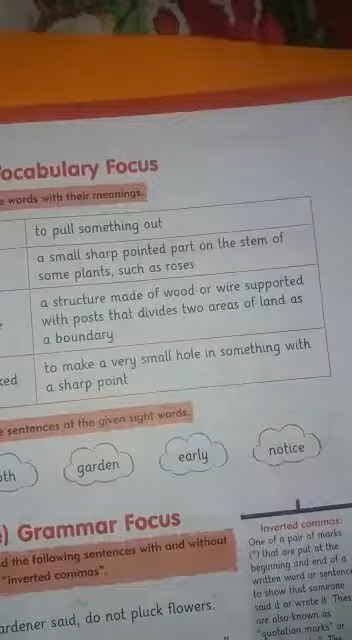 Vocabulary Focus
words with their meanings.
to pull something out
a small sharp pointed part on the stem of
some plants, such as roses
a structure made of wood or wire supported
with posts that divides two areas of land as
a boundary
to make a very small hole in something with
a sharp point
sentences of the given sight words.
garden
early
notice
Grammar Focus
the following sentences with and without
"inverted commas".
said, do not pluck flowers.
Inverted commas:
One of a pair of marks
(") that are put at the
beginning and end of a
written word or sentence
to show that someone
said it or wrote it. They
are also known as
"quotation marks" or